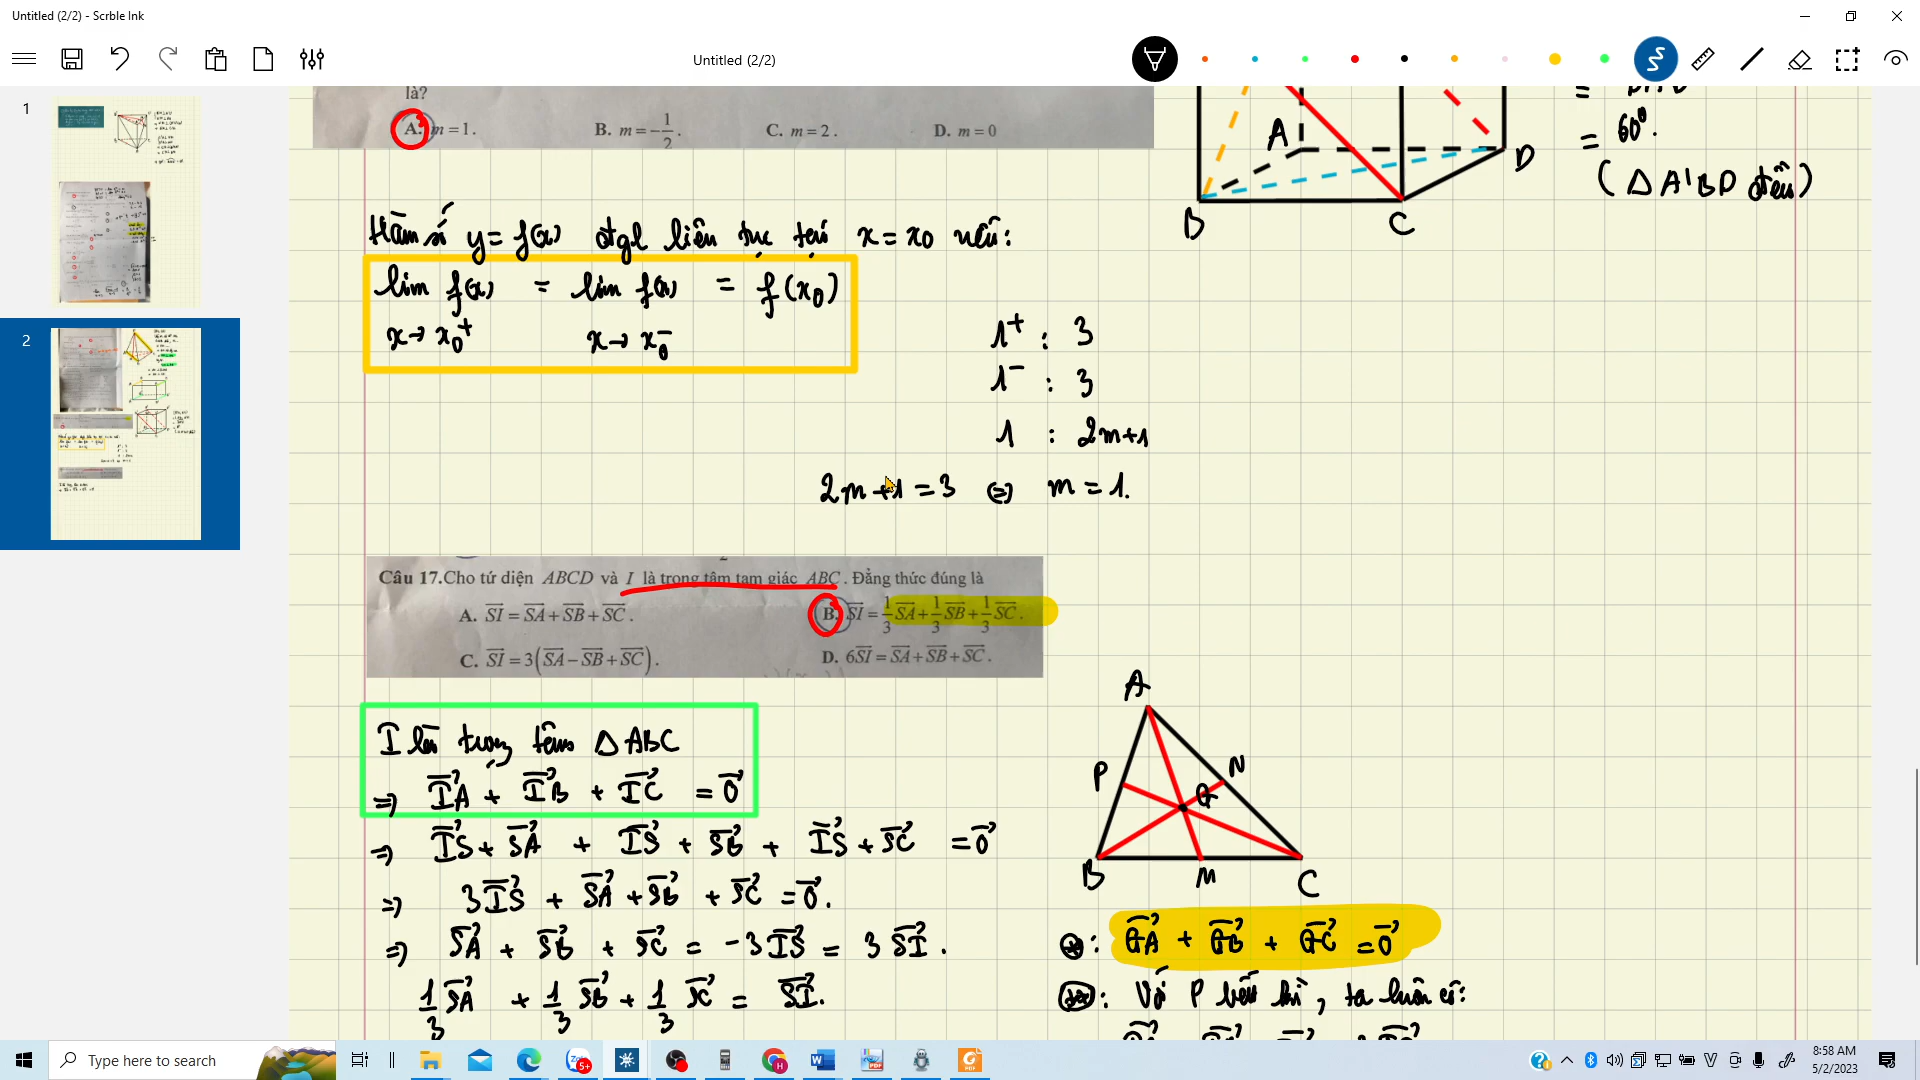 Untitled (2/2) - Scrble Ink
Untitled (2/2)
1
2
là?
A. m = 1.
B. m = -1/2.
C. m = 2.
D. m = 0
A
D
B
C
=
= 60°.
(△A'BD đều)
Hàm số y = f(x) đgl liên tục tại x = x0 nếu:
lim f(x) = lim f(x) = f(x0)
x→x0+ x→x0-
1+ : 3
1- : 3
1 : 2m+1
2m+1 = 3 ⇔ m = 1.
Câu 17.Cho tứ diện ABCD và I là trọng tâm tam giác ABC. Đẳng thức đúng là
A. SI = SA + SB + SC.
B. SI = 1/3 SA + 1/3 SB + 1/3 SC.
C. SI = 3(SA − SB + SC).
D. 6SI = SA + SB + SC.
I là trọng tâm △ABC
⇒ IA + IB + IC = 0
⇒ IS + SA + IS + SB + IS + SC = 0
⇒ 3IS + SA + SB + SC = 0.
⇒ SA + SB + SC = -3IS = 3SI.
1/3 SA + 1/3 SB + 1/3 SC = SI.
A
P
N
G
B
M
C
GA + GB + GC = 0
Với P bất kì, ta luôn có:
Type here to search
5+
8:58 AM
5/2/2023